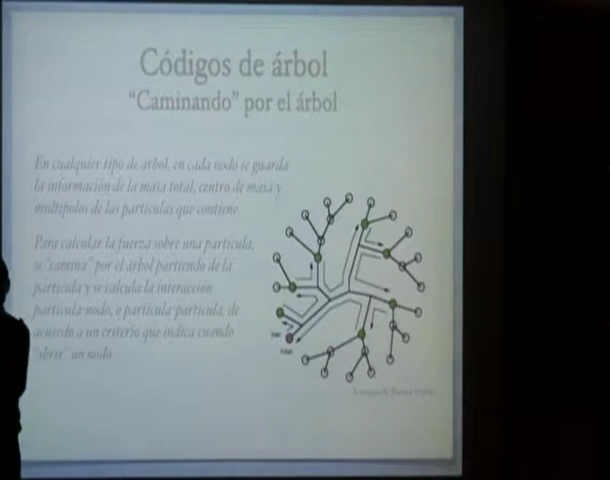 Códigos de árbol
"Caminando" por el árbol
En cualquier tipo de árbol, en cada nodo se guarda
la información de la masa total, centro de masa y
multipolos de las partículas que contiene.
Para calcular la fuerza sobre una partícula,
se "camina" por el árbol partiendo de la
partícula y se calcula la interacción
partícula-nodo, o partícula-partícula, de
acuerdo a un criterio que indica cuando
"abrir" un nodo